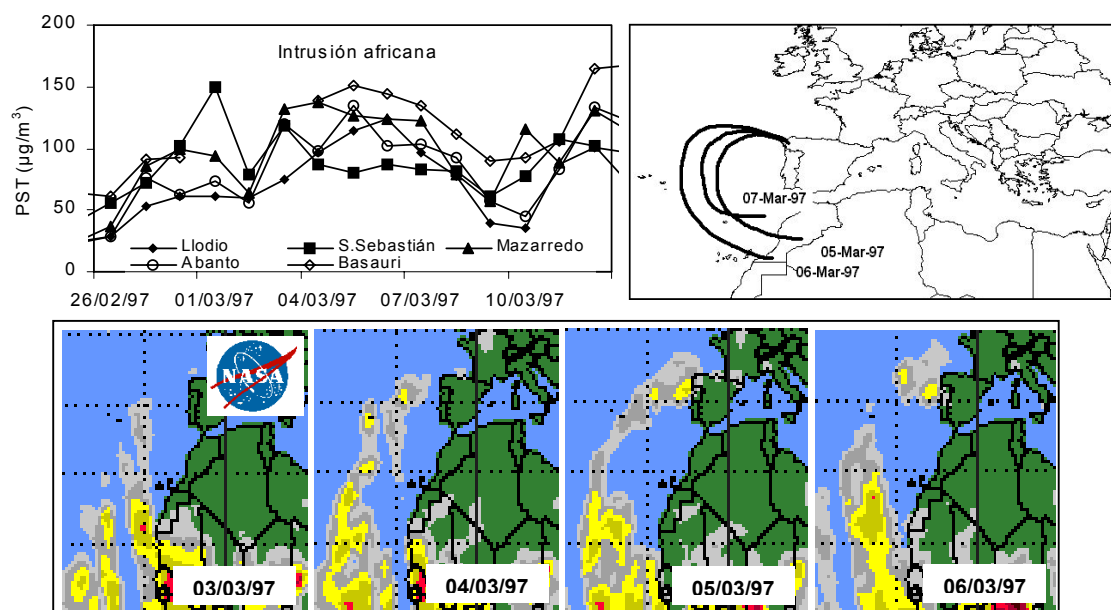 200
150
100
50
0
PST (µg/m³)
Intrusión africana
Llodio
S.Sebastián
Mazarredo
Abanto
Basauri
26/02/97
01/03/97
04/03/97
07/03/97
10/03/97
07-Mar-97
05-Mar-97
06-Mar-97
NASA
03/03/97
04/03/97
05/03/97
06/03/97